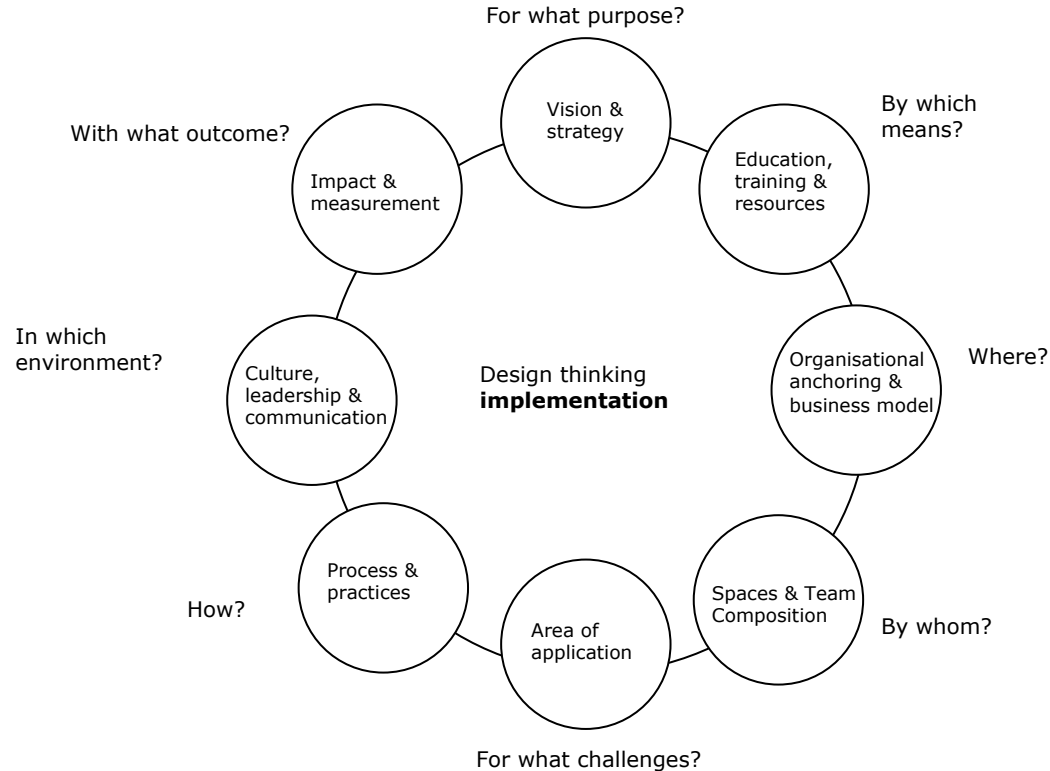 For what purpose?
Vision &
strategy
By which
means?
Education,
training &
resources
Where?
Organisational
anchoring &
business model
By whom?
Spaces & Team
Composition
For what challenges?
Area of
application
How?
Process &
practices
In which
environment?
Culture,
leadership &
communication
With what outcome?
Impact &
measurement
Design thinking
implementation